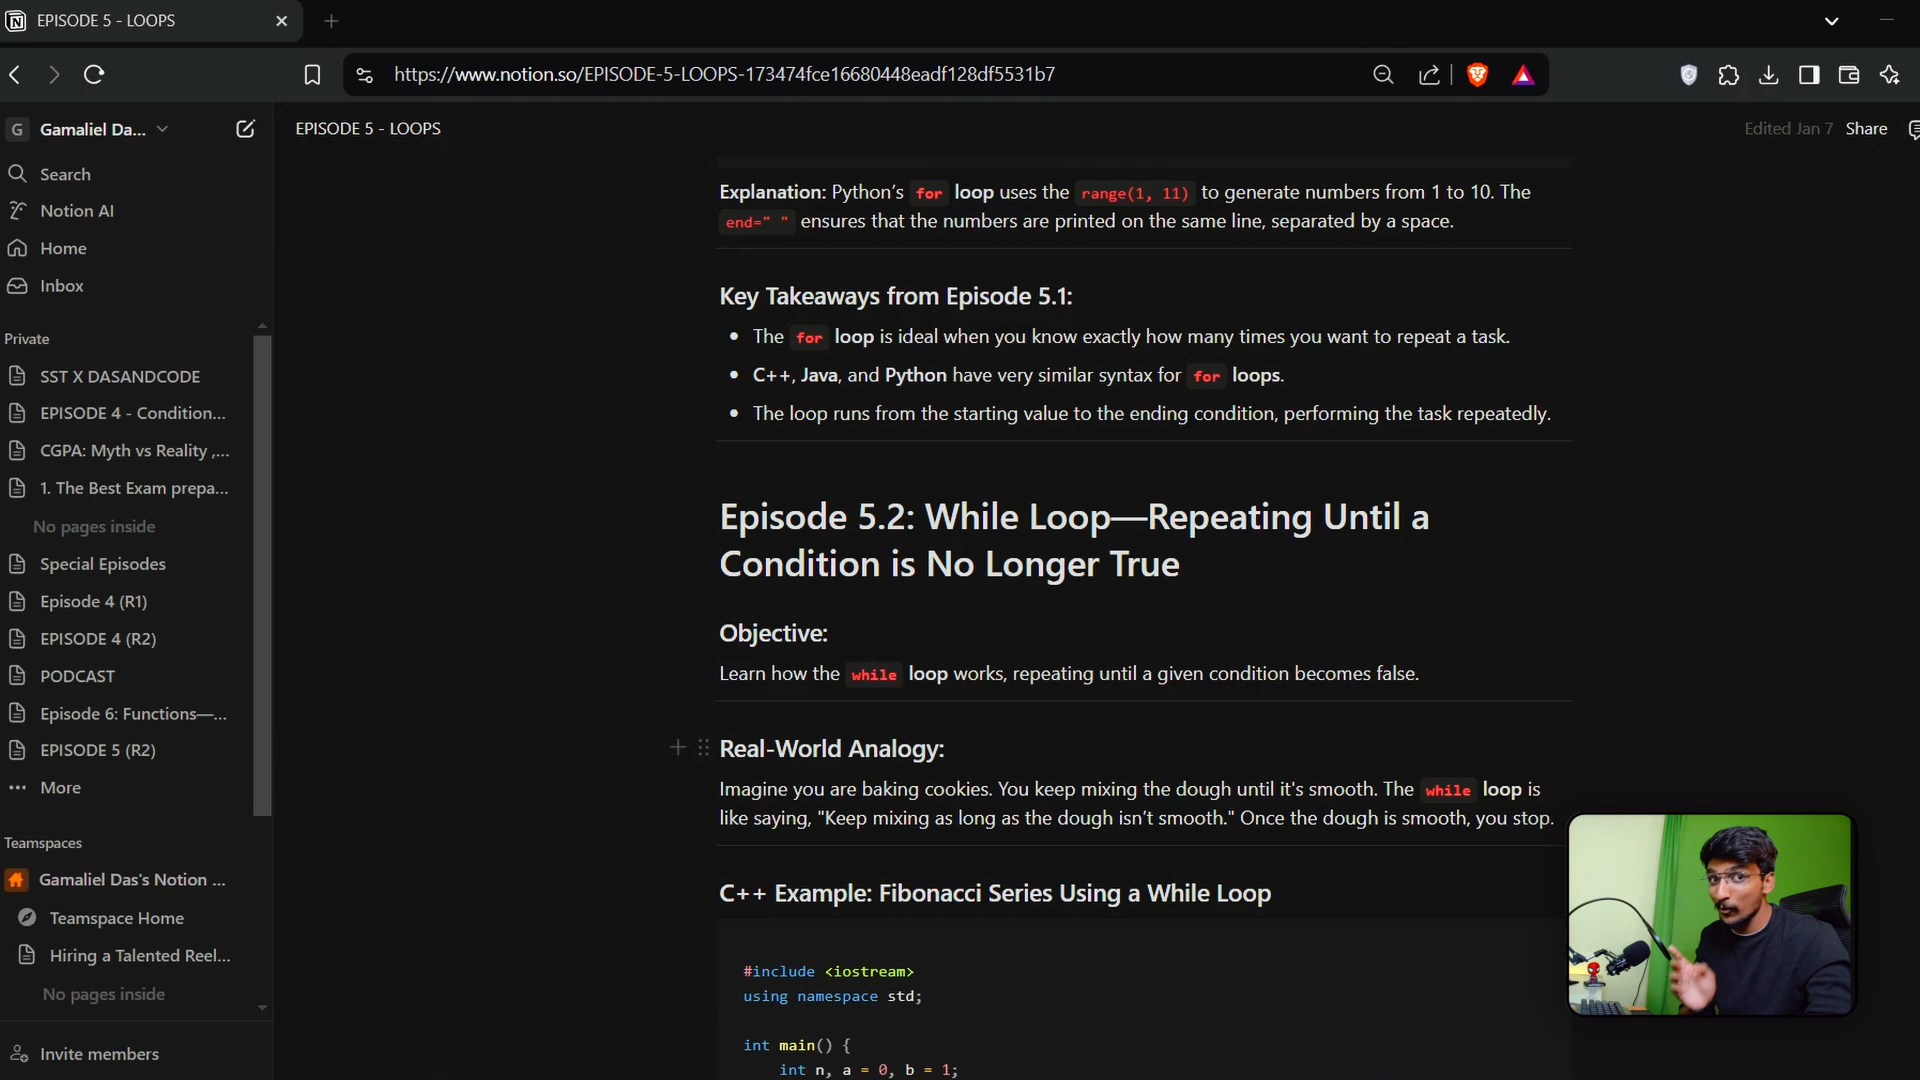 EPISODE 5 - LOOPS
https://www.notion.so/EPISODE-5-LOOPS-173474fce16680448eadf128df5531b7
G Gamaliel Da...
EPISODE 5 - LOOPS
Edited Jan 7 Share
Search
Notion AI
Home
Inbox
Private
SST X DASANDCODE
EPISODE 4 - Condition...
CGPA: Myth vs Reality ,...
1. The Best Exam prepa...
No pages inside
Special Episodes
Episode 4 (R1)
EPISODE 4 (R2)
PODCAST
Episode 6: Functions—...
EPISODE 5 (R2)
More
Teamspaces
Gamaliel Das's Notion ...
Teamspace Home
Hiring a Talented Reel...
No pages inside
Invite members
Explanation: Python's for loop uses the range(1, 11) to generate numbers from 1 to 10. The
end=" " ensures that the numbers are printed on the same line, separated by a space.
Key Takeaways from Episode 5.1:
• The for loop is ideal when you know exactly how many times you want to repeat a task.
• C++, Java, and Python have very similar syntax for for loops.
• The loop runs from the starting value to the ending condition, performing the task repeatedly.
Episode 5.2: While Loop—Repeating Until a
Condition is No Longer True
Objective:
Learn how the while loop works, repeating until a given condition becomes false.
Real-World Analogy:
Imagine you are baking cookies. You keep mixing the dough until it's smooth. The while loop is
like saying, "Keep mixing as long as the dough isn't smooth." Once the dough is smooth, you stop.
C++ Example: Fibonacci Series Using a While Loop
#include <iostream>
using namespace std;
int main() {
int n, a = 0, b = 1;